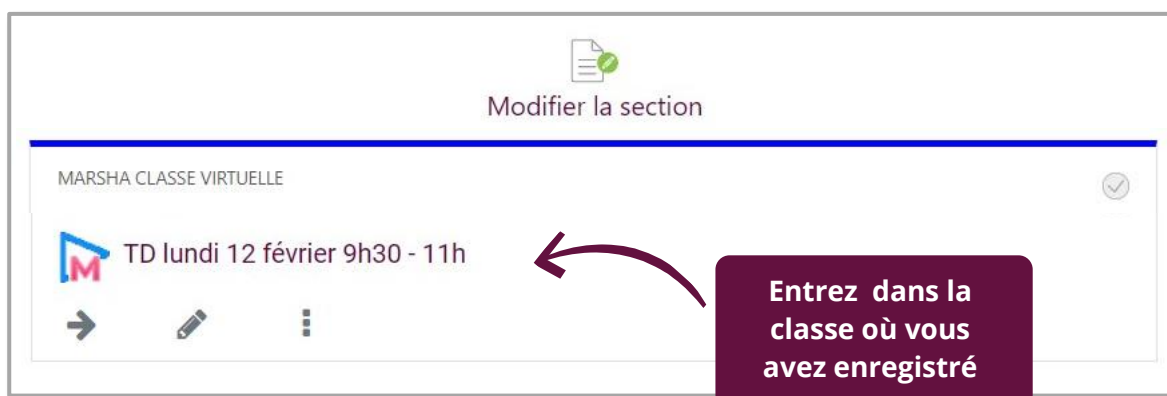 Modifier la section
MARSHA CLASSE VIRTUELLE
M
TD lundi 12 février 9h30 - 11h
Entrez dans la
classe où vous
avez enregistré